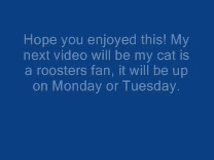 Hope you enjoyed this! My
next video will be my cat is
a roosters fan, it will be up
on Monday or Tuesday.